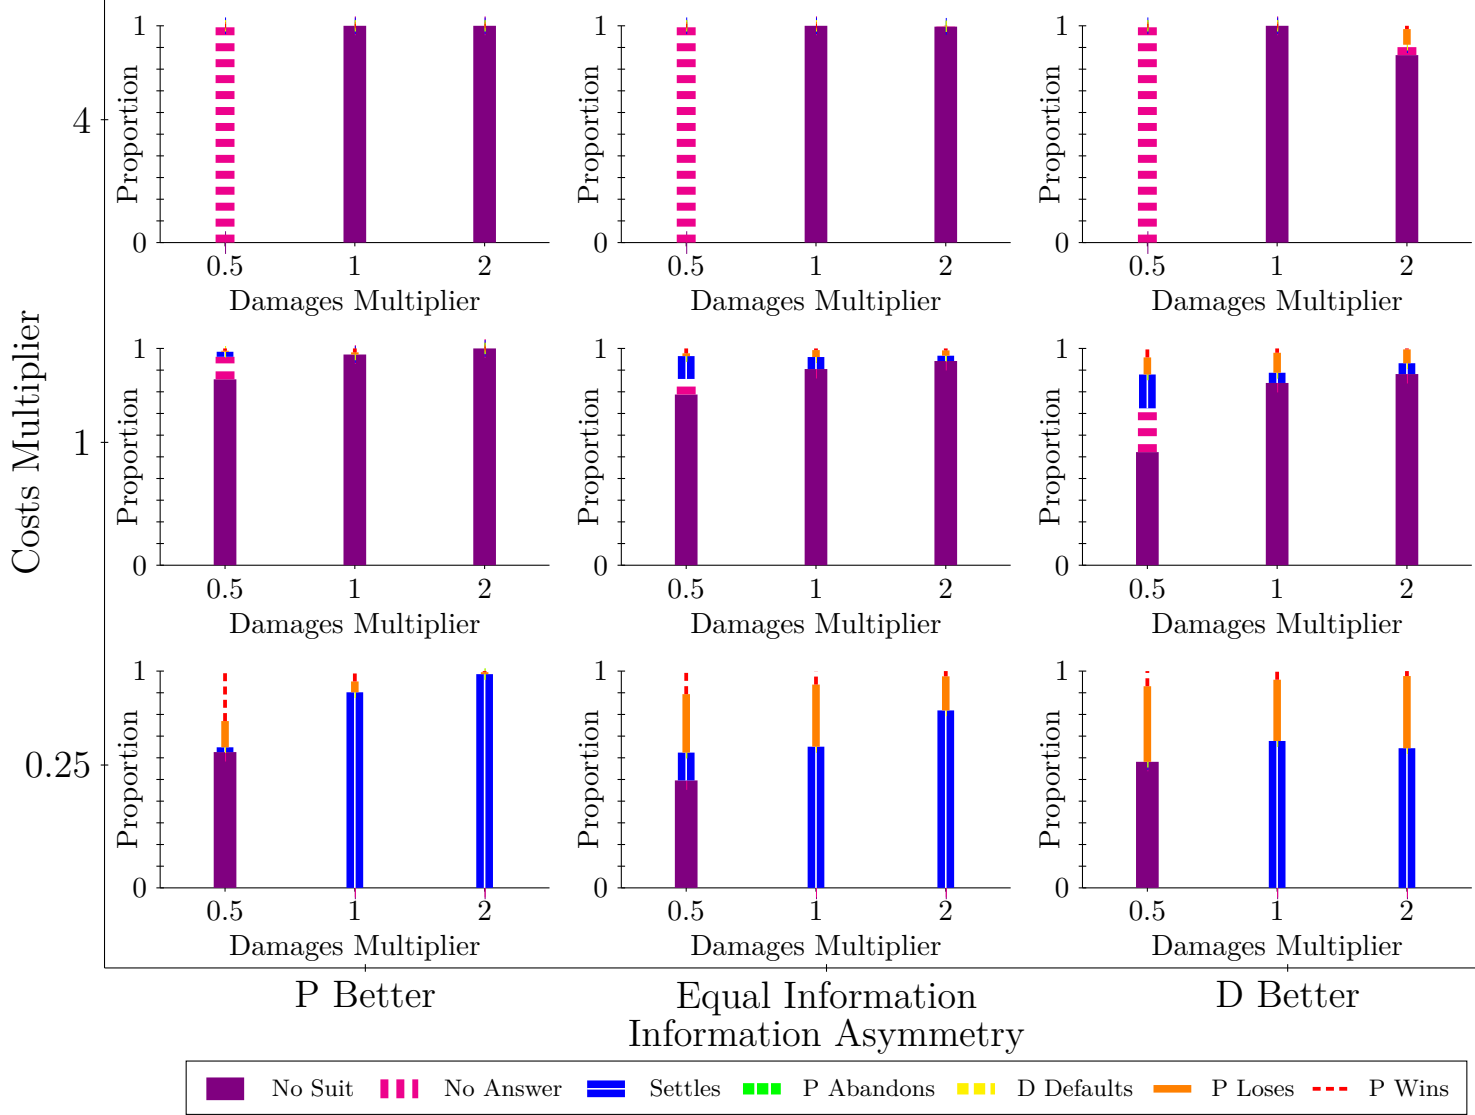 1
1
1
Proportion
Proportion
Proportion
4
0
0
0
0.5
1
2
0.5
1
2
0.5
1
2
Damages Multiplier
Damages Multiplier
Damages Multiplier
Costs Multiplier
1
1
1
Proportion
Proportion
Proportion
1
0
0
0
0.5
1
2
0.5
1
2
0.5
1
2
Damages Multiplier
Damages Multiplier
Damages Multiplier
1
1
1
Proportion
Proportion
Proportion
0.25
0
0
0
0.5
1
2
0.5
1
2
0.5
1
2
Damages Multiplier
Damages Multiplier
Damages Multiplier
P Better
Equal Information
D Better
Information Asymmetry
No Suit
No Answer
Settles
P Abandons
D Defaults
P Loses
P Wins